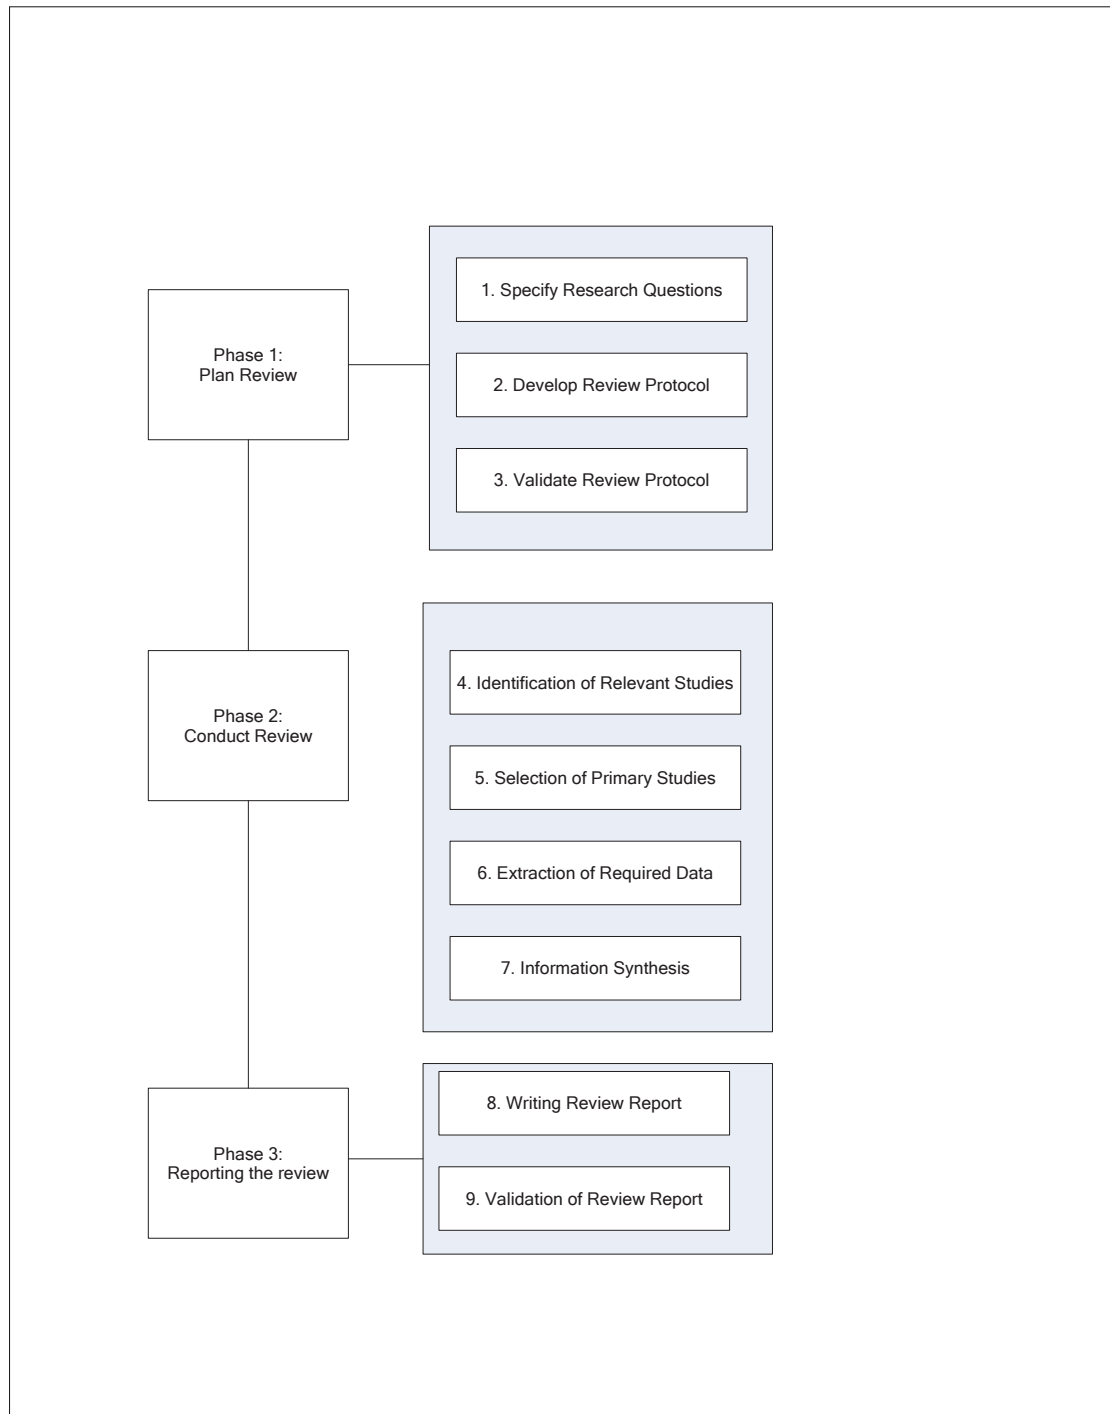 Phase 1:
Plan Review
1. Specify Research Questions
2. Develop Review Protocol
3. Validate Review Protocol
Phase 2:
Conduct Review
4. Identification of Relevant Studies
5. Selection of Primary Studies
6. Extraction of Required Data
7. Information Synthesis
Phase 3:
Reporting the review
8. Writing Review Report
9. Validation of Review Report